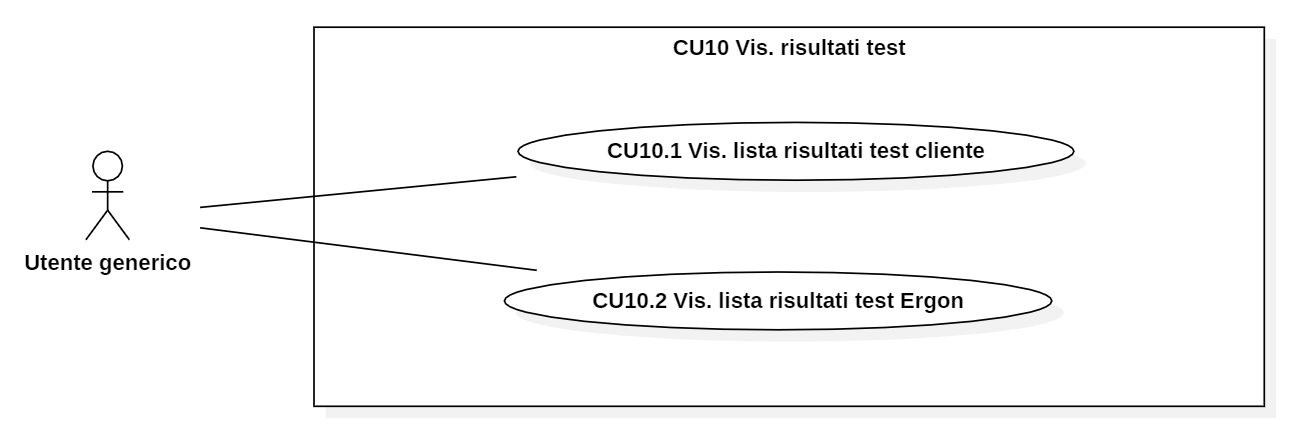 CU10 Vis. risultati test
CU10.1 Vis. lista risultati test cliente
Utente generico
CU10.2 Vis. lista risultati test Ergon